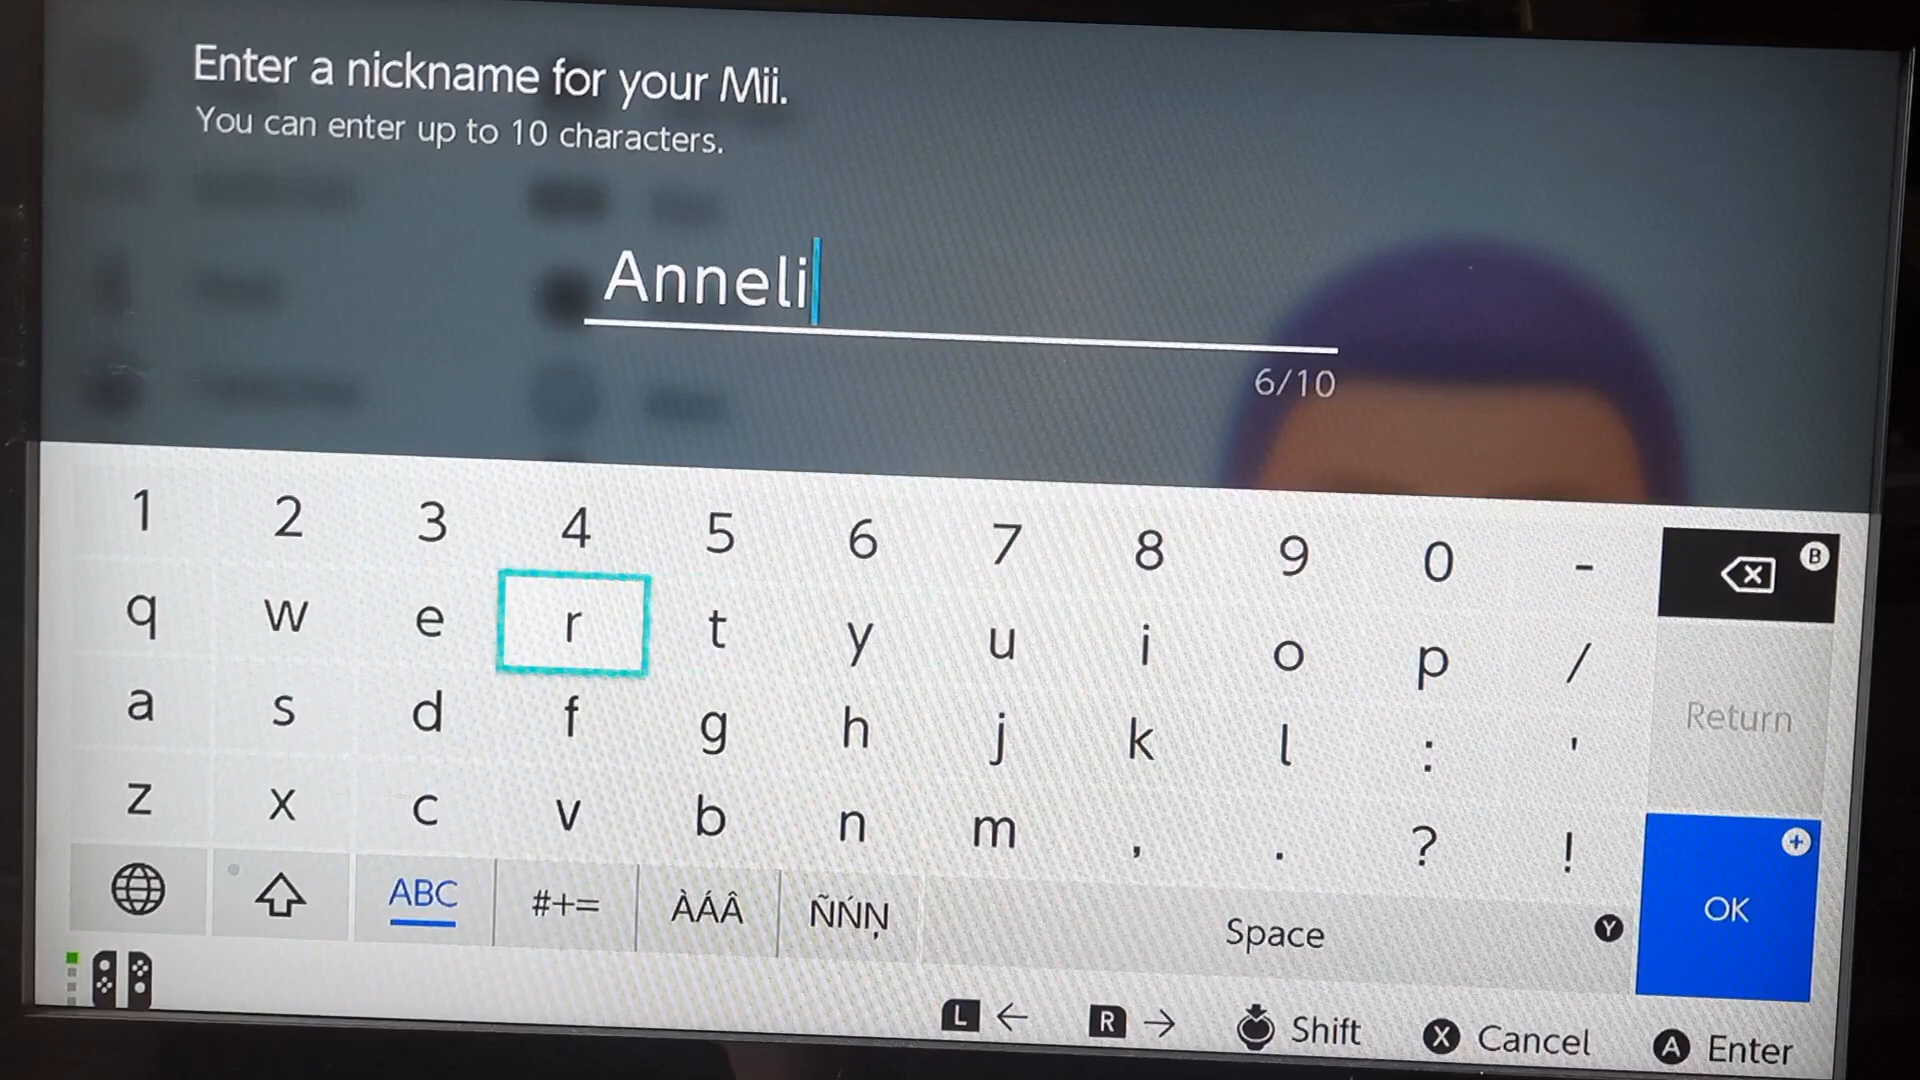 Enter a nickname for your Mii.
You can enter up to 10 characters.
Anneli
6/10
1 2 3 4 5 6 7 8 9 0 - B
q w e r t y u i o p /
a s d f g h j k l : ' Return
z x c v b n m , . ? ! +
ABC #+= ÀÁÂ ÑŃŅ Space Y OK
L ← R → Shift X Cancel A Enter